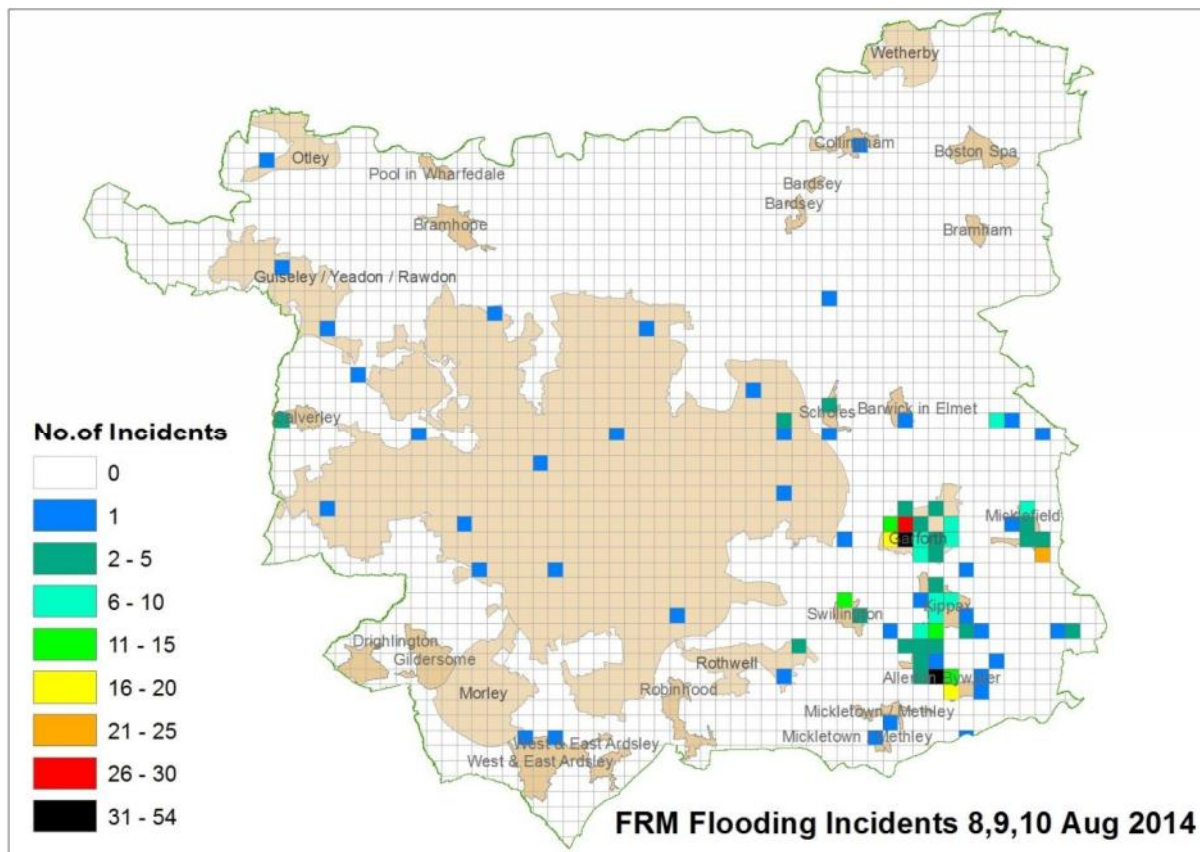 Wetherby
Collingham
Boston Spa
Otley
Pool in Wharfedale
Bardsey
Bardsey
Bramhope
Bramham
Guiseley / Yeadon / Rawdon
Calverley
Scholes
Barwick in Elmet
No.of Incidents
0
1
2 - 5
6 - 10
11 - 15
16 - 20
21 - 25
26 - 30
31 - 54
Micklefield
Garforth
Swillington
Kippax
Drighlington
Gildersome
Rothwell
Morley
Robinhood
Allerton Bywater
Mickletown / Methley
Mickletown / Methley
West & East Ardsley
West & East Ardsley
FRM Flooding Incidents 8,9,10 Aug 2014